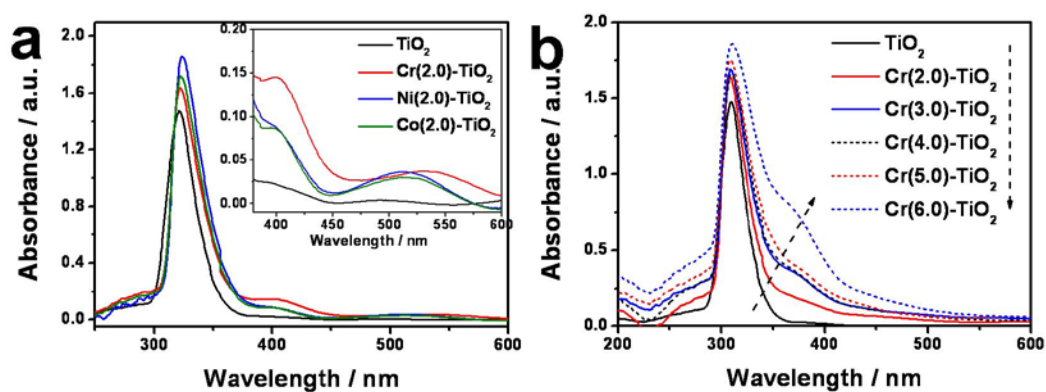 a
Absorbance / a.u.
2.0
1.6
1.2
0.8
0.4
0.0
300
400
500
600
Wavelength / nm
0.20
0.15
0.10
0.05
0.00
400
450
500
550
600
Wavelength / nm
TiO₂
Cr(2.0)-TiO₂
Ni(2.0)-TiO₂
Co(2.0)-TiO₂
b
Absorbance / a.u.
2.0
1.5
1.0
0.5
0.0
200
300
400
500
600
Wavelength / nm
TiO₂
Cr(2.0)-TiO₂
Cr(3.0)-TiO₂
Cr(4.0)-TiO₂
Cr(5.0)-TiO₂
Cr(6.0)-TiO₂